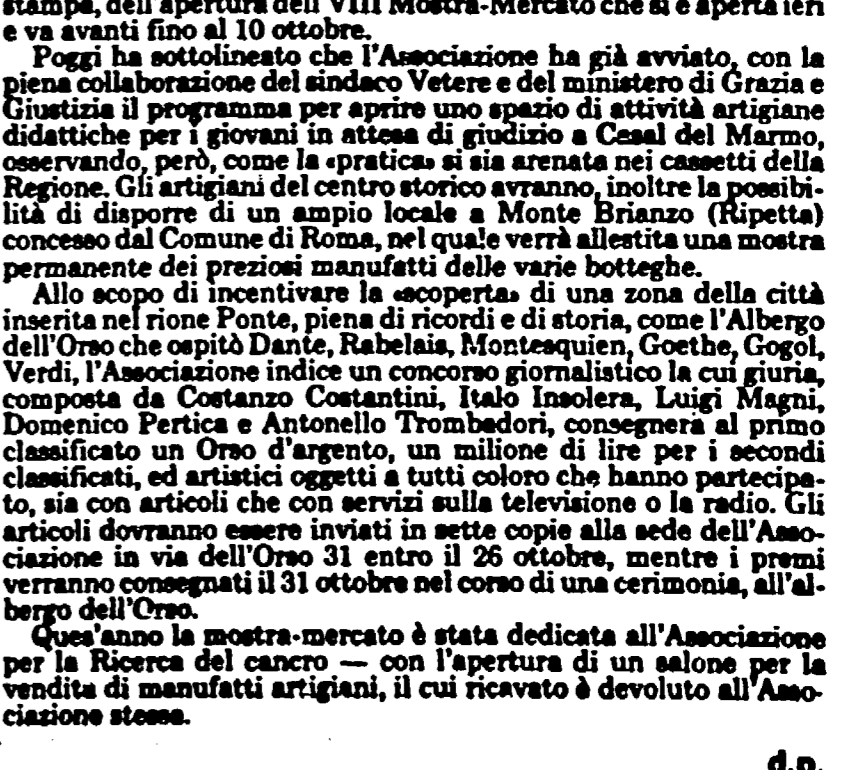 stampa, dell'apertura dell'VIII Mostra-Mercato che si è aperta ieri
e va avanti fino al 10 ottobre.
Poggi ha sottolineato che l'Associazione ha già avviato, con la
piena collaborazione del sindaco Vetere e del ministero di Grazia e
Giustizia il programma per aprire uno spazio di attività artigiane
didattiche per i giovani in attesa di giudizio a Casal del Marmo,
osservando, però, come la «pratica» si sia arenata nei cassetti della
Regione. Gli artigiani del centro storico avranno, inoltre la possibi-
lità di disporre di un ampio locale a Monte Brianzo (Ripetta)
concesso dal Comune di Roma, nel quale verrà allestita una mostra
permanente dei preziosi manufatti delle varie botteghe.
Allo scopo di incentivare la «scoperta» di una zona della città
inserita nel rione Ponte, piena di ricordi e di storia, come l'Albergo
dell'Orso che ospitò Dante, Rabelais, Montesquien, Goethe, Gogol,
Verdi, l'Associazione indice un concorso giornalistico la cui giuria,
composta da Costanzo Costantini, Italo Insolera, Luigi Magni,
Domenico Pertica e Antonello Trombadori, consegnerà al primo
classificato un Orso d'argento, un milione di lire per i secondi
classificati, ed artistici oggetti a tutti coloro che hanno partecipa-
to, sia con articoli che con servizi sulla televisione o la radio. Gli
articoli dovranno essere inviati in sette copie alla sede dell'Asso-
ciazione in via dell'Orso 31 entro il 26 ottobre, mentre i premi
verranno consegnati il 31 ottobre nel corso di una cerimonia, all'al-
bergo dell'Orso.
Ques'anno la mostra-mercato è stata dedicata all'Associazione
per la Ricerca del cancro — con l'apertura di un salone per la
vendita di manufatti artigiani, il cui ricavato è devoluto all'Asso-
ciazione stessa.
d.p.